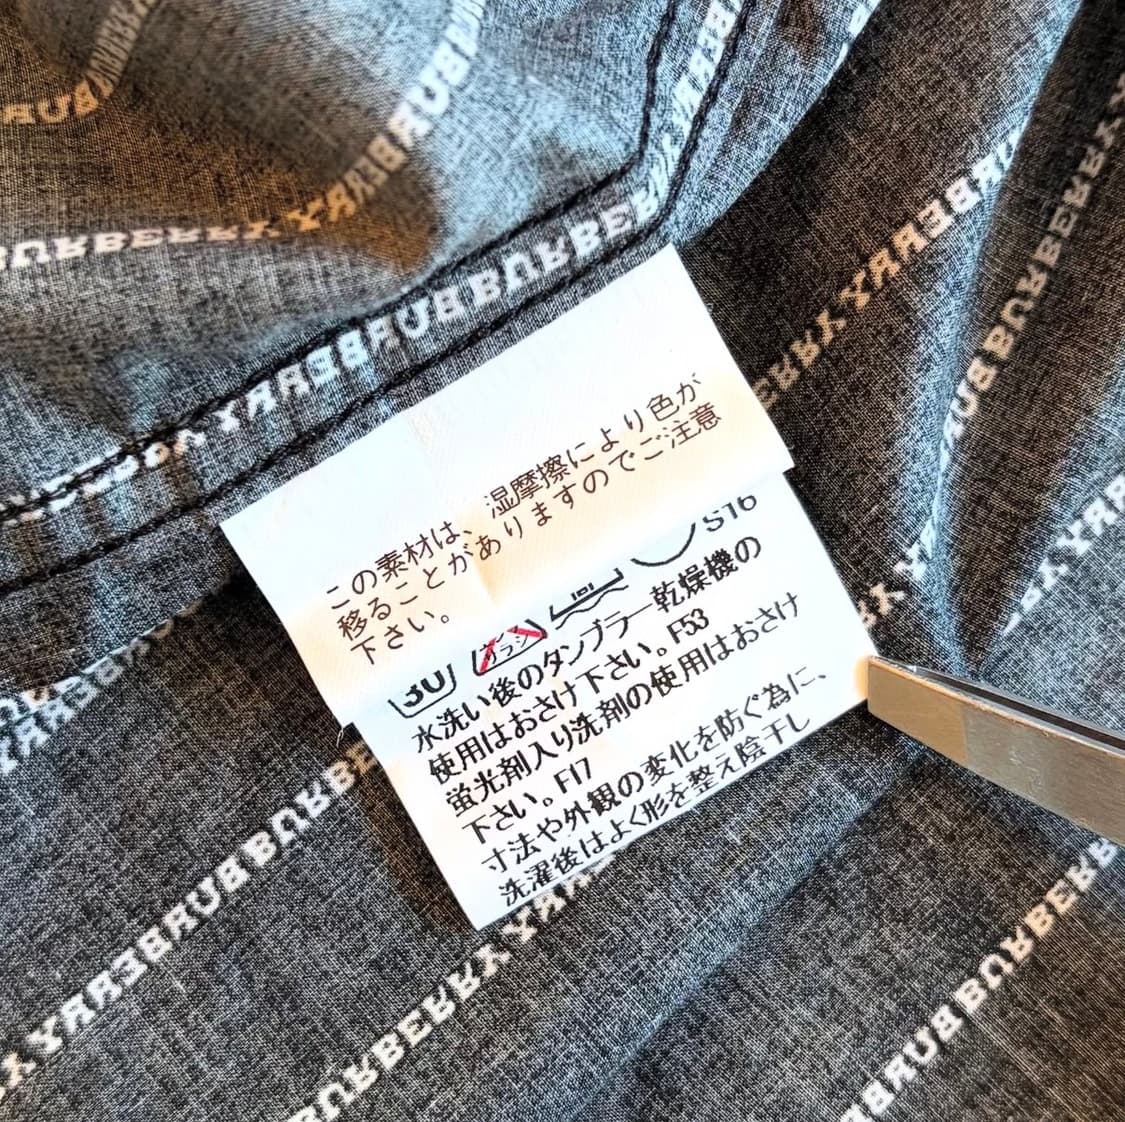 BURBERRY
この素材は、湿摩擦により色が
移ることがありますのでご注意
下さい。
S16
30
水洗い後のタンブラー乾燥機の
使用はおさけ下さい。F53
蛍光剤入り洗剤の使用はおさけ
下さい。F17
寸法や外観の変化を防ぐ為に、
洗濯後はよく形を整え陰干し